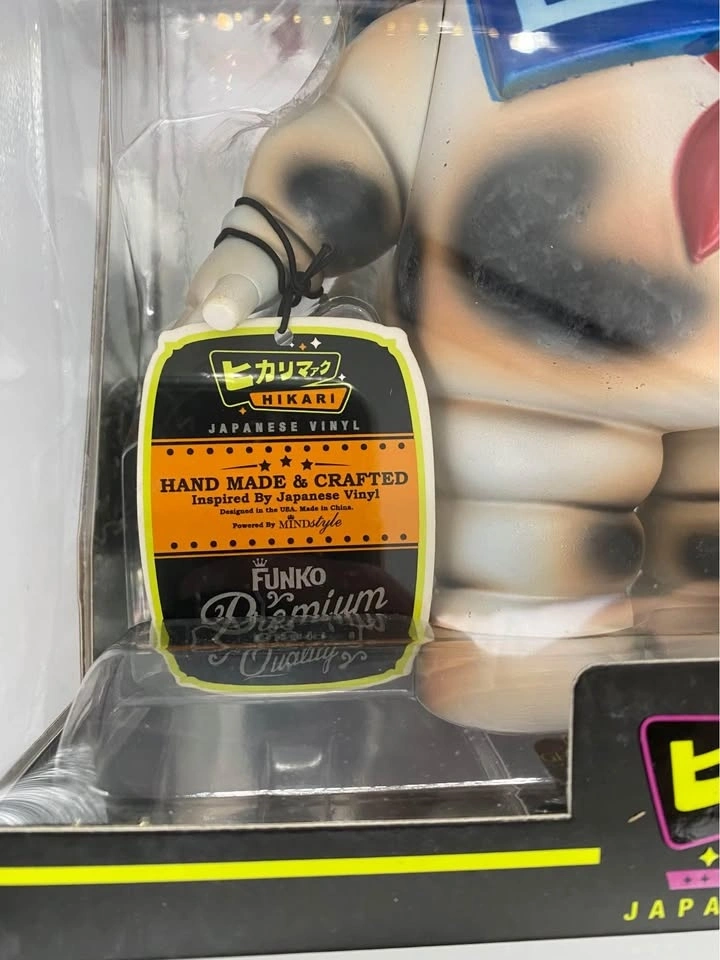 ヒカリマァク
HIKARI
JAPANESE VINYL
HAND MADE & CRAFTED
Inspired By Japanese Vinyl
Designed in the USA. Made in China.
Powered By MINDstyle
FUNKO
Premium
Quality
ヒ
JAPA